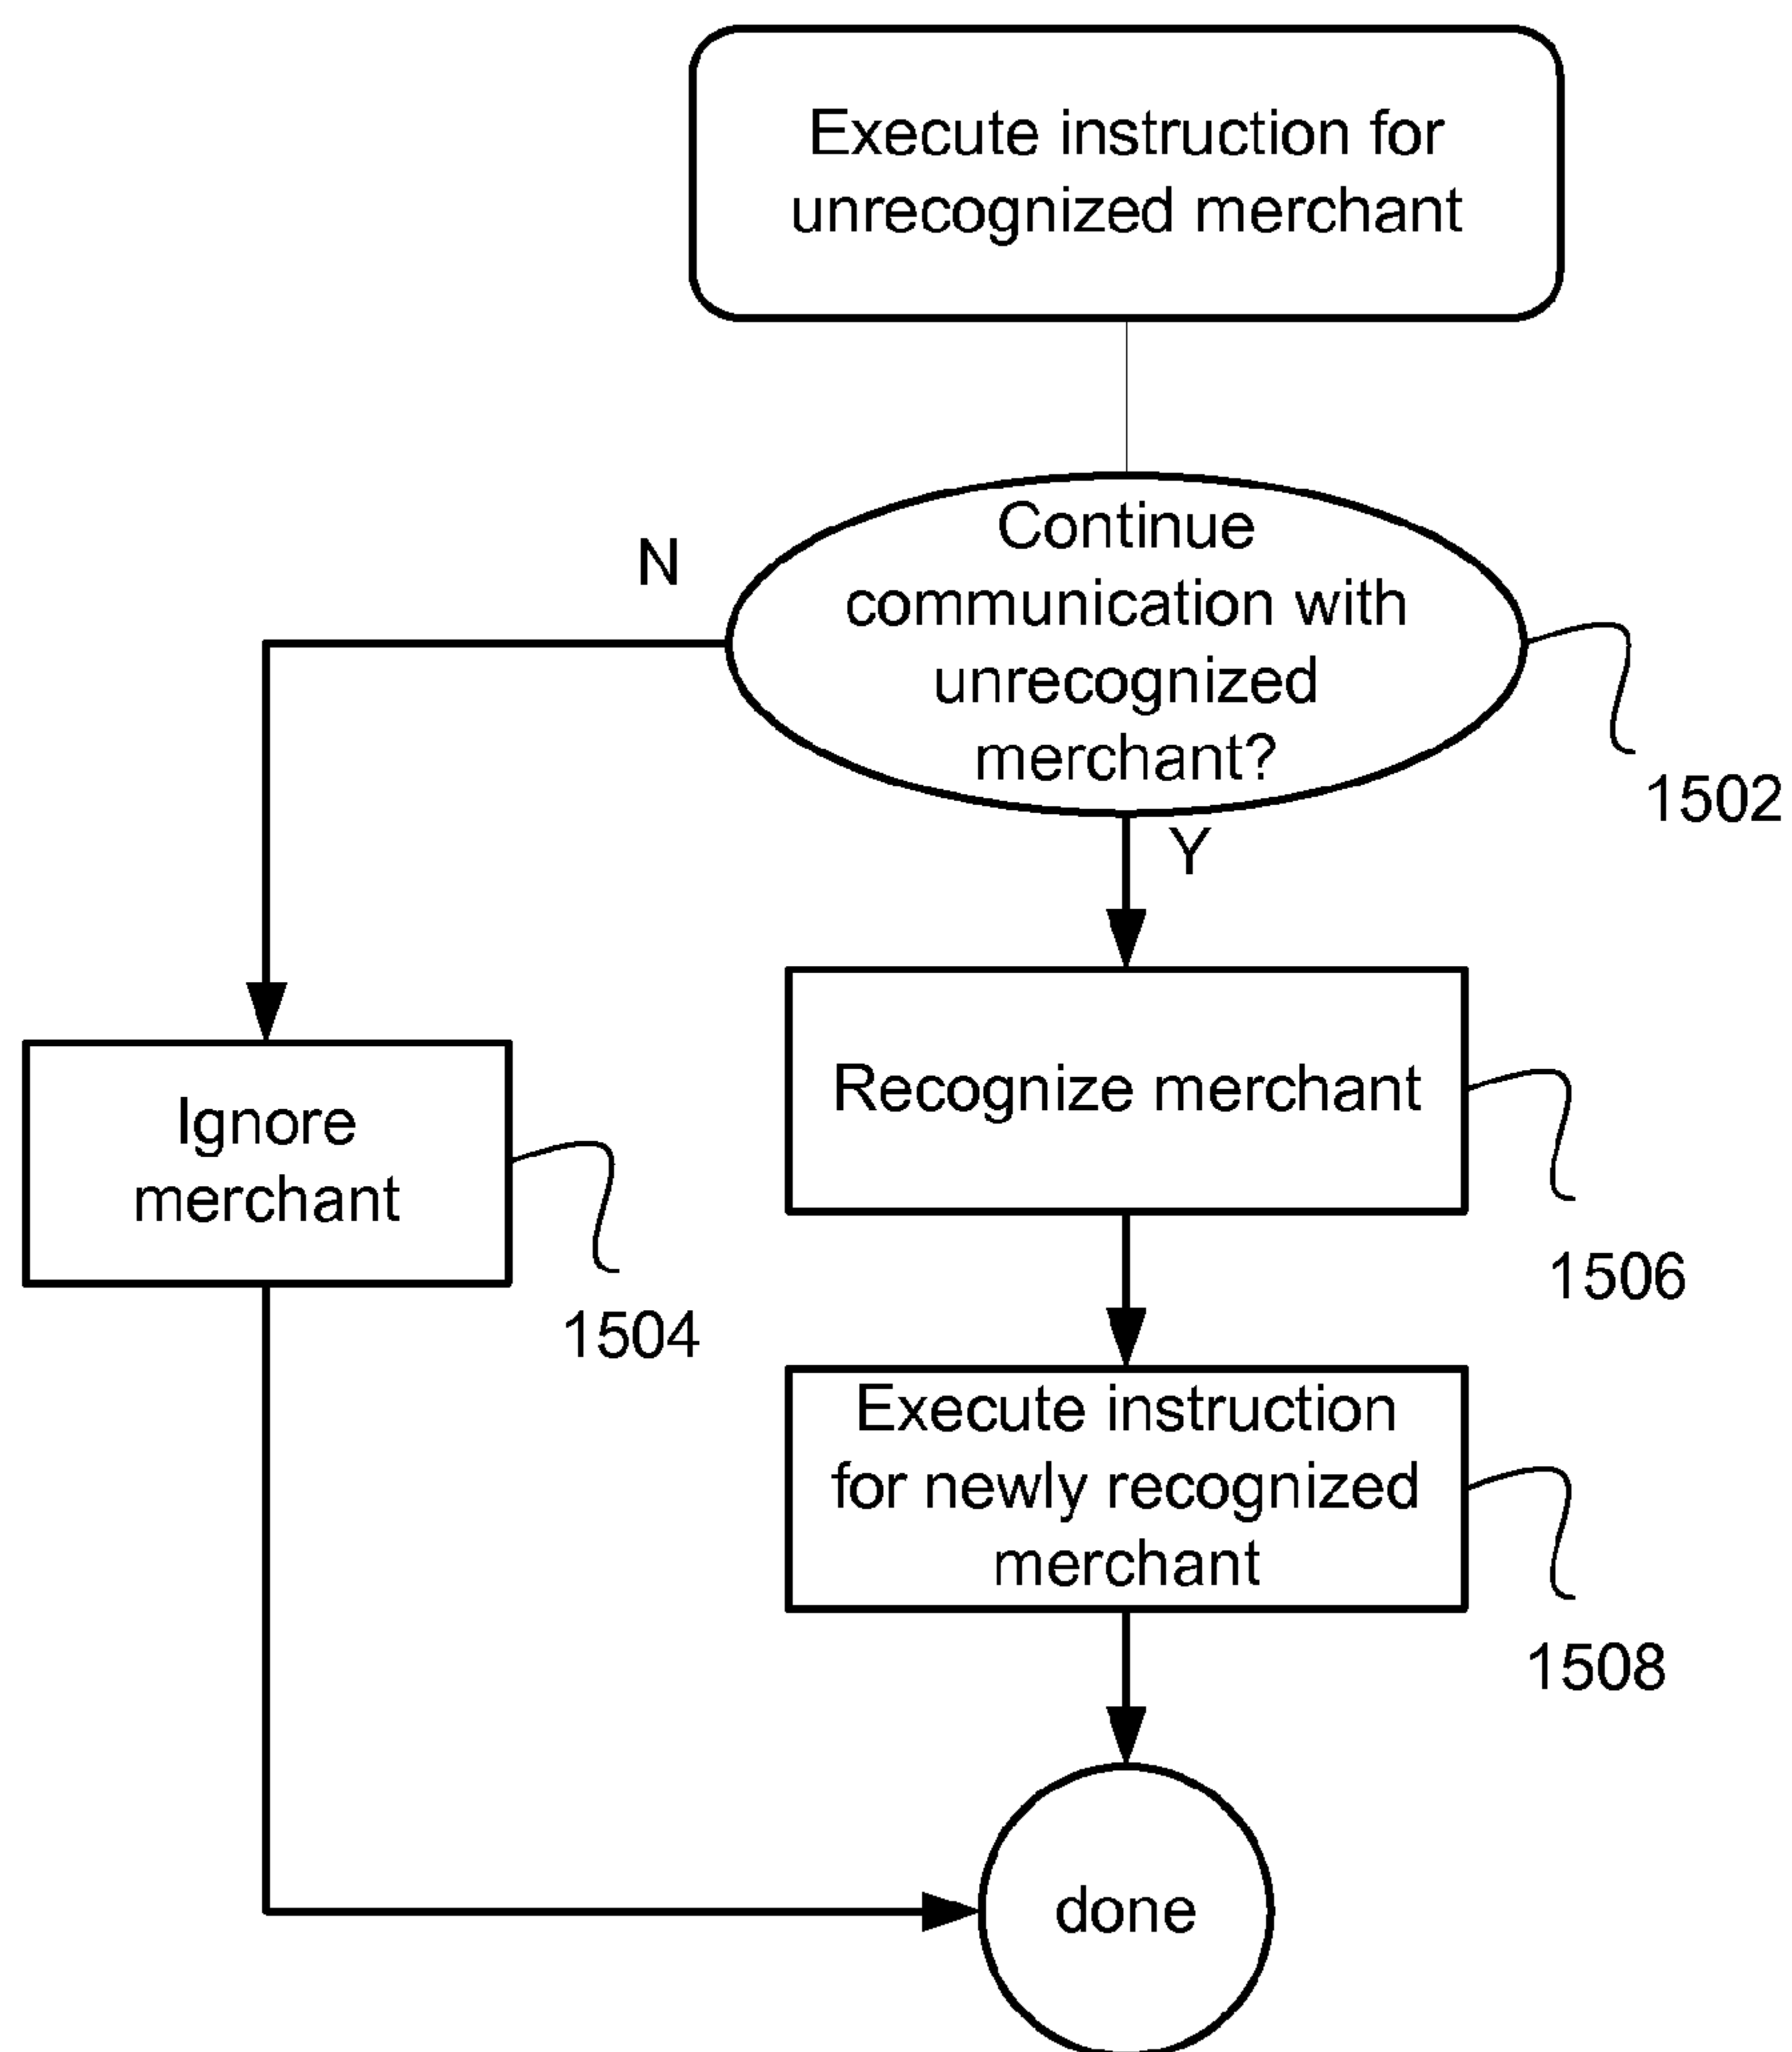 Execute instruction for
unrecognized merchant
Continue
communication with
unrecognized
merchant?
N
1502
Y
Recognize merchant
1506
Ignore
merchant
1504
Execute instruction
for newly recognized
merchant
1508
done